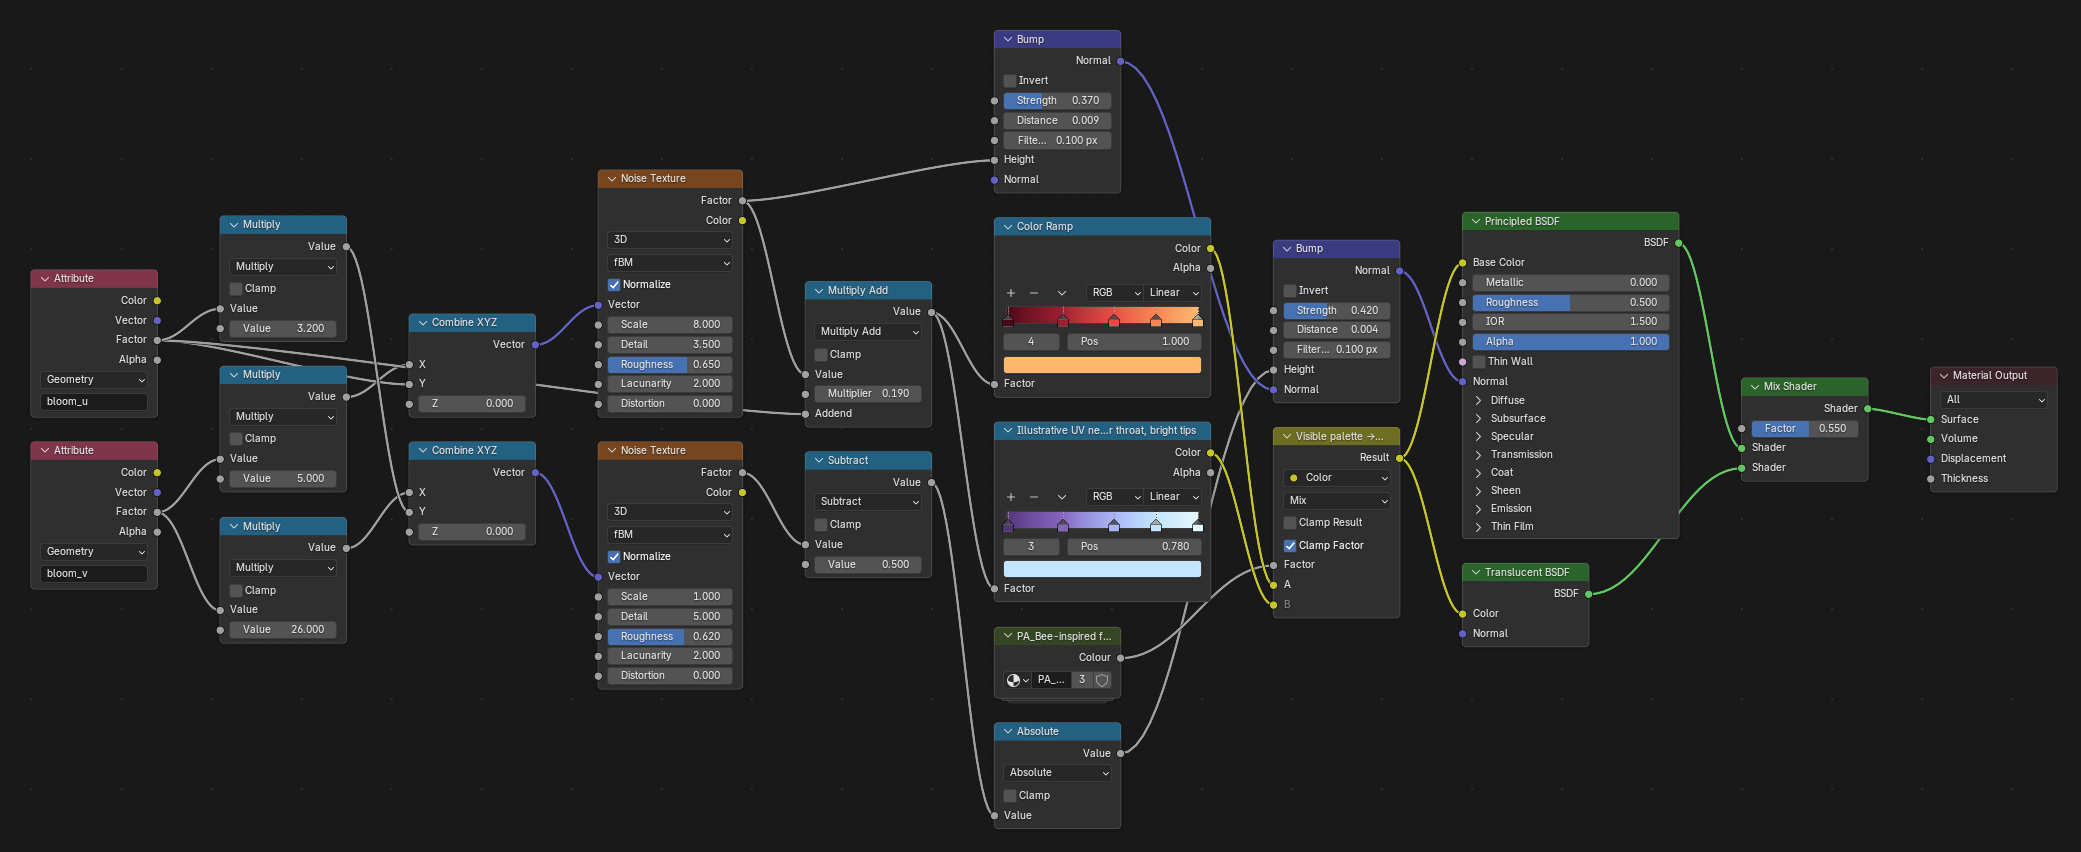 Attribute
Color
Vector
Factor
Alpha
Geometry
bloom_u
Attribute
Color
Vector
Factor
Alpha
Geometry
bloom_v
Multiply
Value
Multiply
Clamp
Value
Value 3.200
Multiply
Value
Multiply
Clamp
Value
Value 5.000
Multiply
Value
Multiply
Clamp
Value
Value 26.000
Combine XYZ
Vector
X
Y
Z 0.000
Combine XYZ
Vector
X
Y
Z 0.000
Noise Texture
Factor
Color
3D
fBM
Normalize
Vector
Scale 8.000
Detail 3.500
Roughness 0.650
Lacunarity 2.000
Distortion 0.000
Noise Texture
Factor
Color
3D
fBM
Normalize
Vector
Scale 1.000
Detail 5.000
Roughness 0.620
Lacunarity 2.000
Distortion 0.000
Multiply Add
Value
Multiply Add
Clamp
Value
Multiplier 0.190
Addend
Subtract
Value
Subtract
Clamp
Value
Value 0.500
Bump
Normal
Invert
Strength 0.370
Distance 0.009
Filte... 0.100 px
Height
Normal
Color Ramp
Color
Alpha
RGB Linear
4 Pos 1.000
Factor
Illustrative UV ne...r throat, bright tips
Color
Alpha
RGB Linear
3 Pos 0.780
Factor
PA_Bee-inspired f...
Colour
PA_... 3
Absolute
Value
Absolute
Clamp
Value
Bump
Normal
Invert
Strength 0.420
Distance 0.004
Filter... 0.100 px
Height
Normal
Visible palette →...
Result
Color
Mix
Clamp Result
Clamp Factor
Factor
A
B
Principled BSDF
BSDF
Base Color
Metallic 0.000
Roughness 0.500
IOR 1.500
Alpha 1.000
Thin Wall
Normal
Diffuse
Subsurface
Specular
Transmission
Coat
Sheen
Emission
Thin Film
Translucent BSDF
BSDF
Color
Normal
Mix Shader
Shader
Factor 0.550
Shader
Shader
Material Output
All
Surface
Volume
Displacement
Thickness